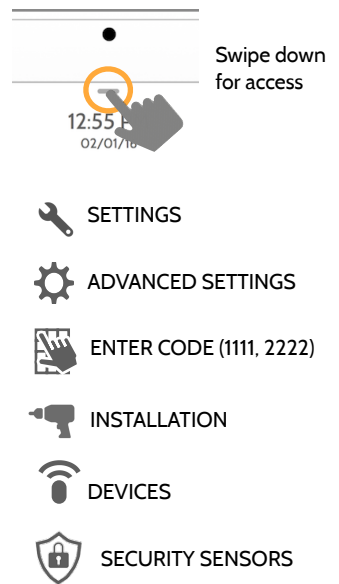 Swipe down
for access
12:55 P
02/01/18
SETTINGS
ADVANCED SETTINGS
ENTER CODE (1111, 2222)
INSTALLATION
DEVICES
SECURITY SENSORS